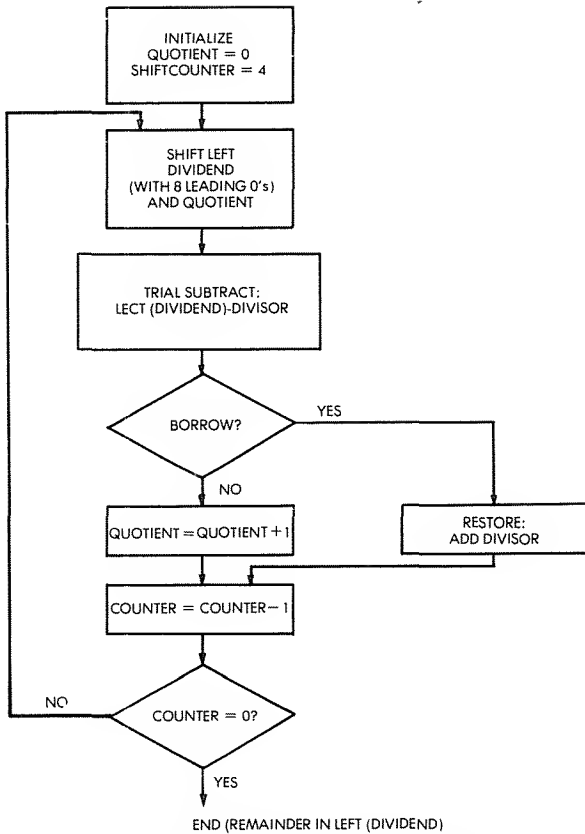 INITIALIZE
QUOTIENT = 0
SHIFTCOUNTER = 4
SHIFT LEFT
DIVIDEND
(WITH 8 LEADING 0's)
AND QUOTIENT
TRIAL SUBTRACT:
LECT (DIVIDEND)-DIVISOR
BORROW?
YES
NO
QUOTIENT = QUOTIENT + 1
RESTORE:
ADD DIVISOR
COUNTER = COUNTER - 1
NO
COUNTER = 0?
YES
END (REMAINDER IN LEFT (DIVIDEND)